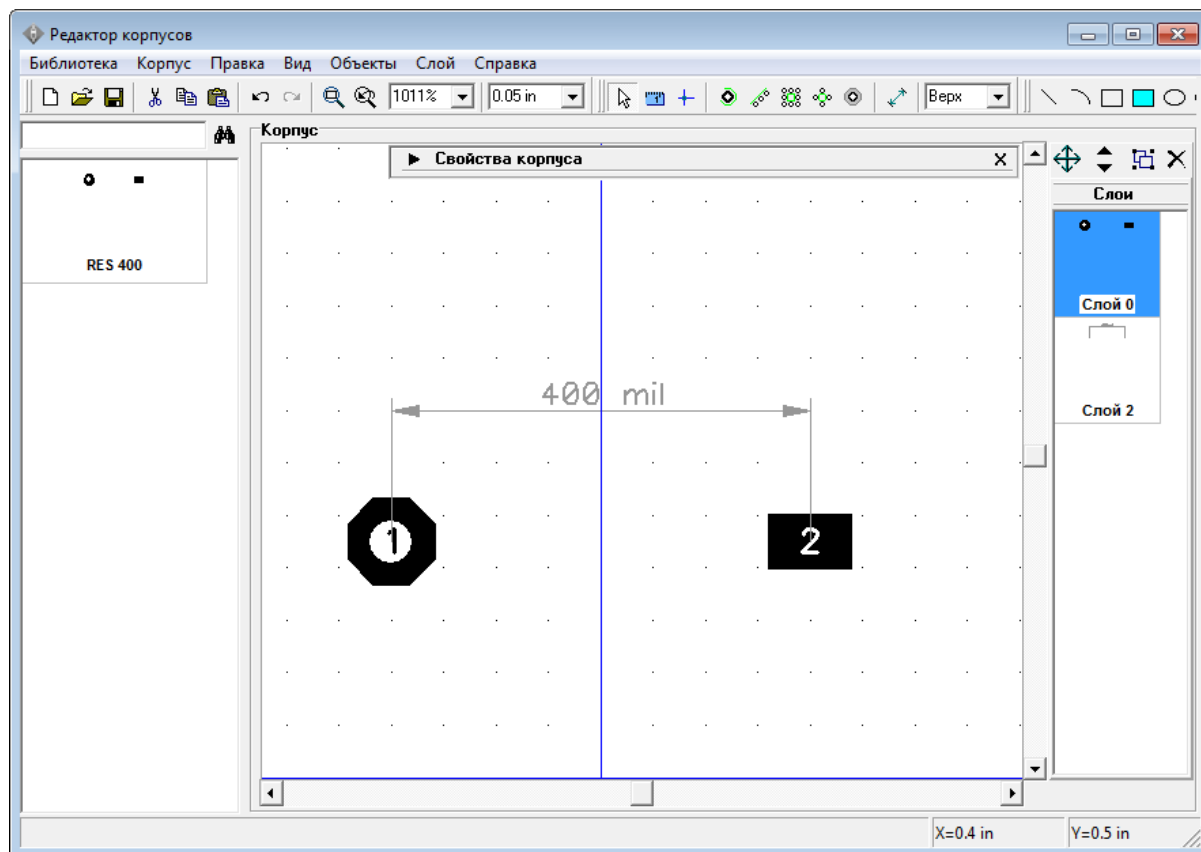 Редактор корпусов
Библиотека Корпус Правка Вид Объекты Слой Справка
1011% 0.05 in Верх
Корпус
Свойства корпуса
RES 400
Слои
Слой 0
Слой 2
400 mil
1 2
X=0.4 in Y=0.5 in